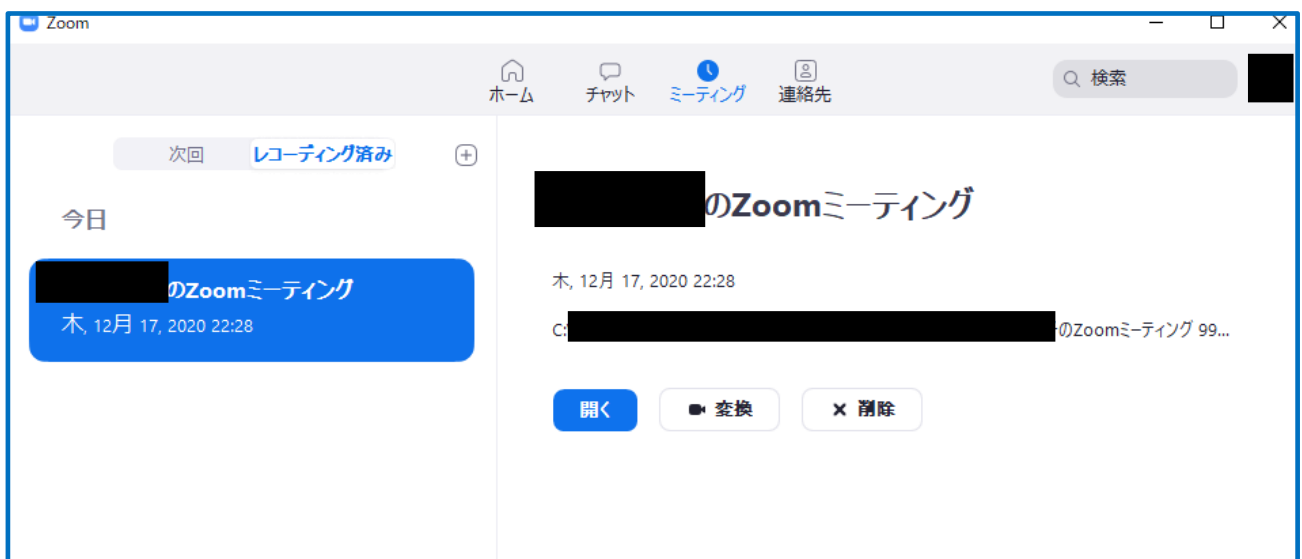 Zoom
ホーム チャット ミーティング 連絡先
検索
次回 レコーディング済み
今日
のZoomミーティング
木, 12月 17, 2020 22:28
のZoomミーティング
木, 12月 17, 2020 22:28
C: のZoomミーティング 99...
開く 変換 削除